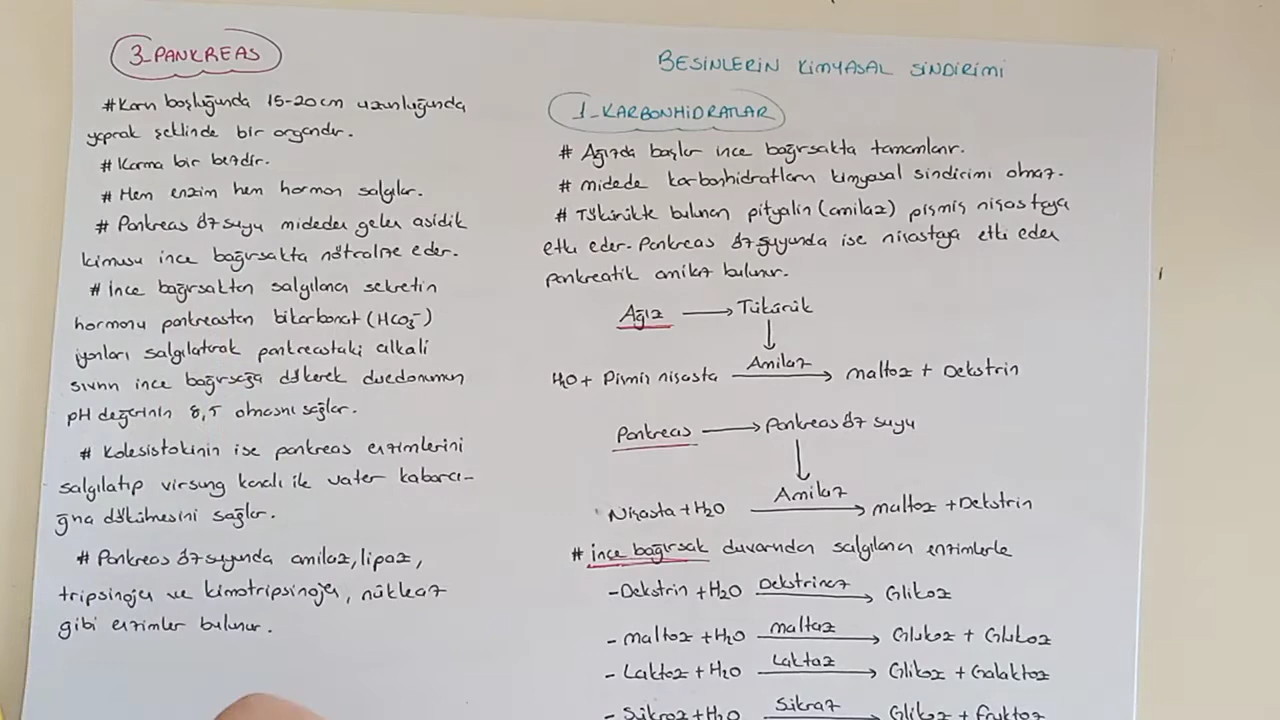 3-PANKREAS
#Karın boşluğunda 15-20cm uzunluğunda
yaprak şeklinde bir organdır.
# Karma bir bezdir.
# Hem enzim hem hormon salgılar.
# Pankreas öz suyu mideden gelen asidik
kimusu ince bağırsakta nötralize eder.
# İnce bağırsaktan salgılanan sekretin
hormonu pankreastan bikarbonat (HCO3-)
iyonları salgılatarak pankreastaki alkali
sıvının ince bağırsağa dökerek duedonumun
pH değerinin 8,5 olmasını sağlar.
# Kolesistokinin ise pankreas enzimlerini
salgılatıp virsung kanalı ile vater kabarcı-
ğına dökülmesini sağlar.
# Pankreas öz suyunda amilaz, lipaz,
tripsinojen ve kimotripsinojen, nükleaz
gibi enzimler bulunur.
BESİNLERİN KİMYASAL SİNDİRİMİ
1-KARBONHİDRATLAR
# Ağızda başlar ince bağırsakta tamamlanır.
# midede karbonhidratların kimyasal sindirimi olmaz.
# Tükürükte bulunan pityalin (amilaz) pişmiş nişastaya
etki eder. Pankreas öz suyunda ise nişastaya etki eden
pankreatik amilaz bulunur.
Ağız → Tükürük
↓
H2O + Pişmiş nişasta Amilaz → maltoz + Dekstrin
Pankreas → Pankreas öz suyu
↓
Nişasta + H2O Amilaz → maltoz + Dekstrin
# İnce bağırsak duvarından salgılanan enzimlerle
- Dekstrin + H2O Dekstrinaz → Glikoz
- maltoz + H2O maltaz → Glukoz + Glukoz
- Laktoz + H2O Laktaz → Glikoz + Galaktoz
- Sükroz + H2O Sükraz → Glikoz + fruktoz